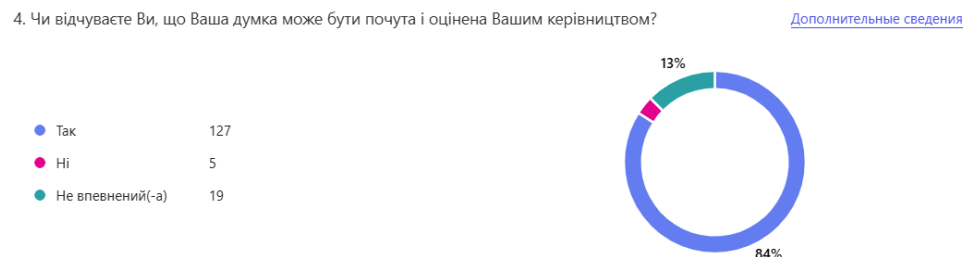 4. Чи відчуваєте Ви, що Ваша думка може бути почута і оцінена Вашим керівництвом?
Дополнительные сведения
13%
Так 127
Ні 5
Не впевнений(-а) 19
84%